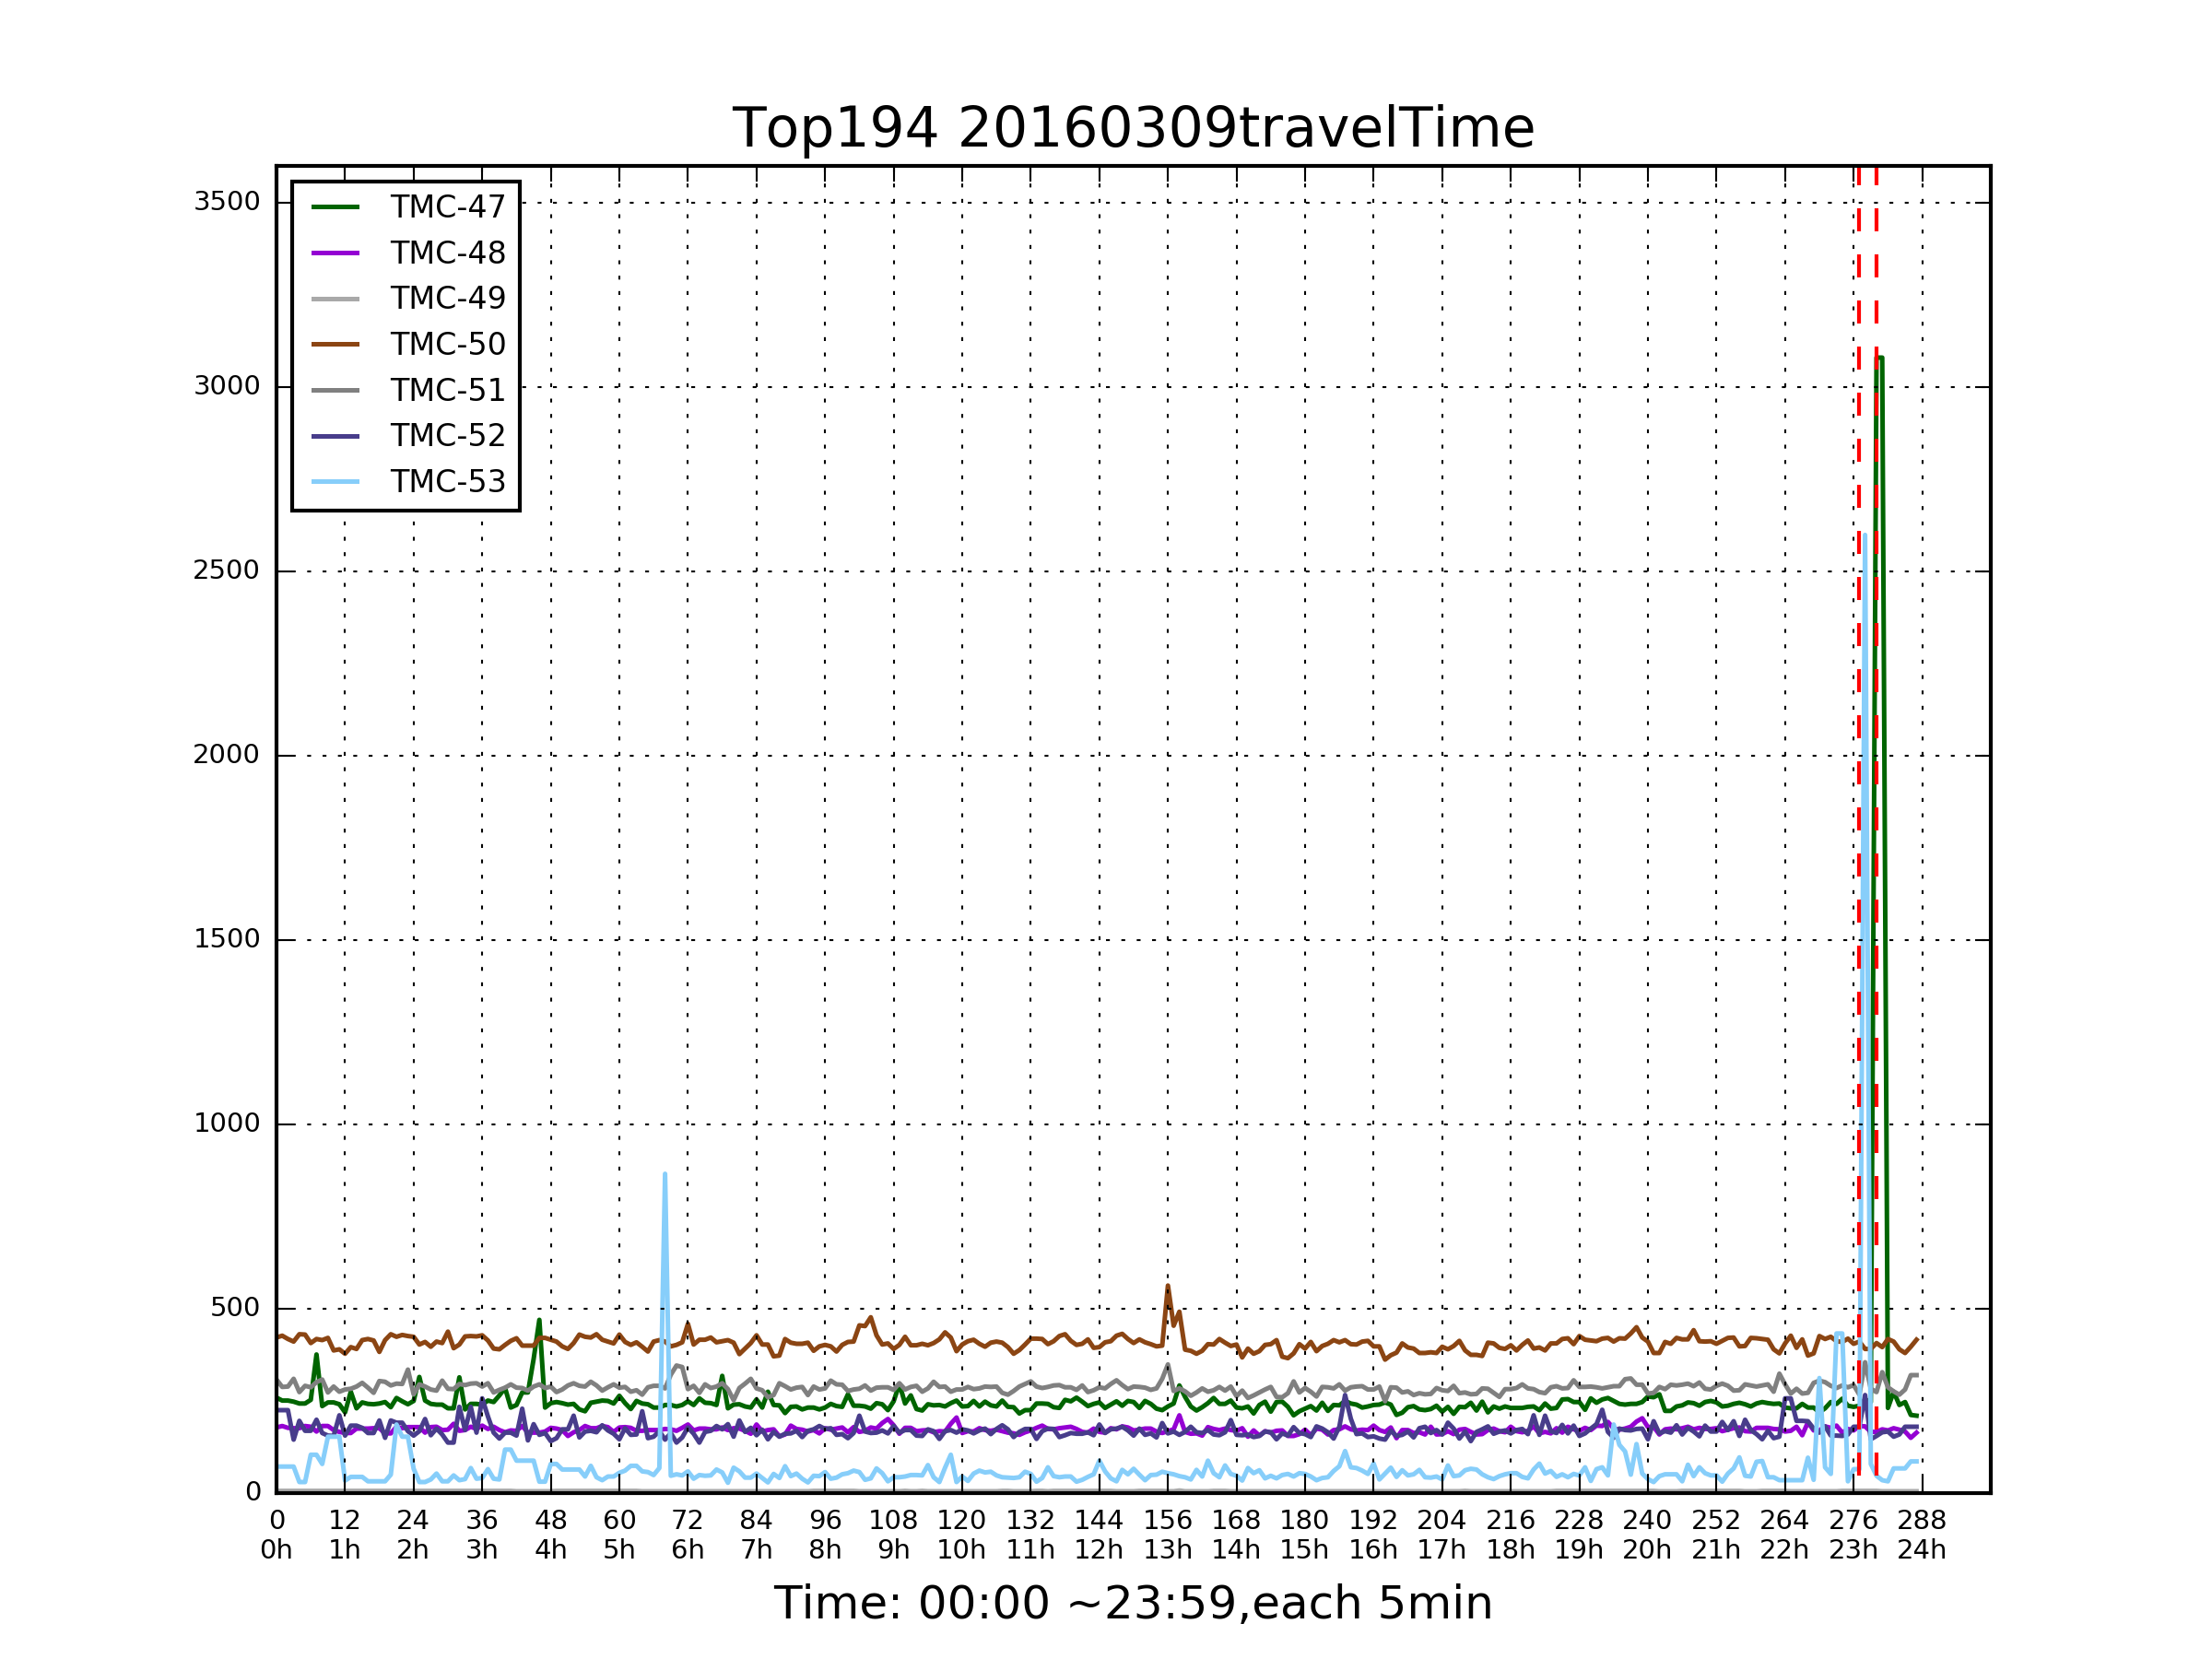 Top194 20160309travelTime
3500
3000
2500
2000
1500
1000
500
0
TMC-47
TMC-48
TMC-49
TMC-50
TMC-51
TMC-52
TMC-53
0 12 24 36 48 60 72 84 96 108 120 132 144 156 168 180 192 204 216 228 240 252 264 276 288
0h 1h 2h 3h 4h 5h 6h 7h 8h 9h 10h 11h 12h 13h 14h 15h 16h 17h 18h 19h 20h 21h 22h 23h 24h
Time: 00:00 ~23:59,each 5min